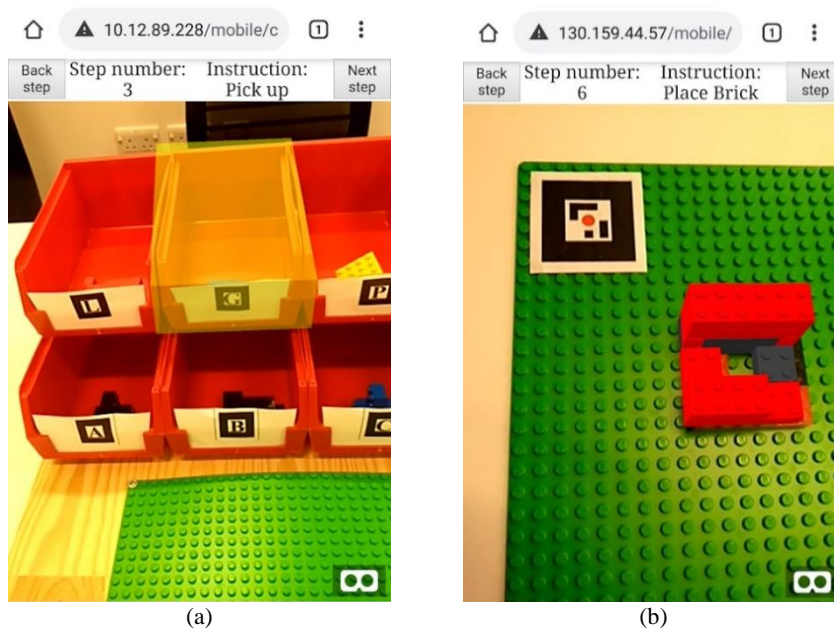 10.12.89.228/mobile/c
1
Back step
Step number: 3
Instruction: Pick up
Next step
L
G
P
A
B
C
(a)
130.159.44.57/mobile/
1
Back step
Step number: 6
Instruction: Place Brick
Next step
(b)